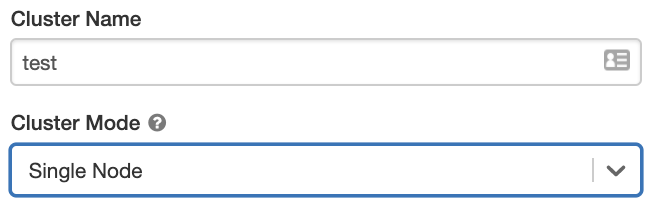 Cluster Name
test
Cluster Mode ?
Single Node